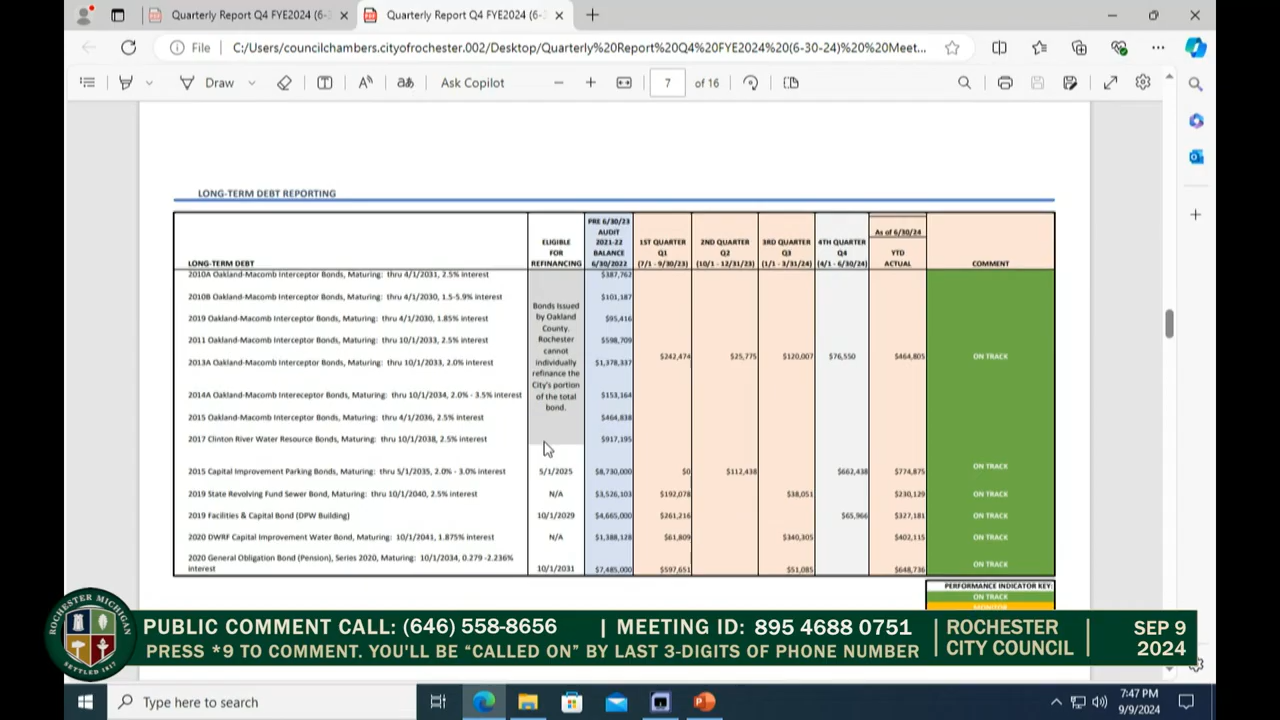 Quarterly Report Q4 FYE2024 (6-3 Quarterly Report Q4 FYE2024 (6-3
File C:/Users/councilchambers.cityofrochester.002/Desktop/Quarterly%20Report%20Q4%20FYE2024%20(6-30-24)%20%20Meet...
Draw Ask Copilot 7 of 16
LONG-TERM DEBT REPORTING
PRE 6/30/23
AUDIT
2021-22
BALANCE
6/30/2022
As of 6/30/24
ELIGIBLE
FOR
REFINANCING
1ST QUARTER
Q1
(7/1 - 9/30/23)
2ND QUARTER
Q2
(10/1 - 12/31/23)
3RD QUARTER
Q3
(1/1 - 3/31/24)
4TH QUARTER
Q4
(4/1 - 6/30/24)
YTD
ACTUAL
LONG-TERM DEBT
COMMENT
2010A Oakland-Macomb Interceptor Bonds, Maturing: thru 4/1/2031, 2.5% interest $387,762
2010B Oakland-Macomb Interceptor Bonds, Maturing: thru 4/1/2030, 1.5-5.9% interest $101,187
2019 Oakland-Macomb Interceptor Bonds, Maturing: thru 4/1/2030, 1.85% interest $95,416
2011 Oakland-Macomb Interceptor Bonds, Maturing: thru 10/1/2033, 2.5% interest $598,709
2013A Oakland-Macomb Interceptor Bonds, Maturing: thru 10/1/2033, 2.0% interest $1,378,337 $242,474 $25,775 $120,007 $76,550 $464,805 ON TRACK
Bonds issued
by Oakland
County.
Rochester
cannot
individually
refinance the
City's portion
of the total
bond.
2014A Oakland-Macomb Intereceptor Bonds, Maturing: thru 10/1/2034, 2.0% - 3.5% interest $153,164
2015 Oakland-Macomb Interceptor Bonds, Maturing: thru 4/1/2036, 2.5% interest $464,838
2017 Clinton River Water Resource Bonds, Maturing: thru 10/1/2038, 2.5% interest $917,195
2015 Capital Improvement Parking Bonds, Maturing: thru 5/1/2035, 2.0% - 3.0% interest 5/1/2025 $8,730,000 $0 $112,438 $662,438 $774,875 ON TRACK
2019 State Revolving Fund Sewer Bond, Maturing: thru 10/1/2040, 2.5% interest N/A $3,526,103 $192,078 $38,051 $230,129 ON TRACK
2019 Facilities & Capital Bond (DPW Building) 10/1/2029 $4,665,000 $261,216 $65,966 $327,181 ON TRACK
2020 DWRF Capital Improvement Water Bond, Maturing: 10/1/2041, 1.875% interest N/A $1,388,128 $61,809 $340,305 $402,115 ON TRACK
2020 General Obligation Bond (Pension), Series 2020, Maturing: 10/1/2034, 0.279 -2.236%
interest 10/1/2031 $7,485,000 $597,651 $51,085 $648,736 ON TRACK
PERFORMANCE INDICATOR KEY:
ON TRACK
MONITOR
ROCHESTER MICHIGAN
SETTLED 1817
PUBLIC COMMENT CALL: (646) 558-8656 | MEETING ID: 895 4688 0751
PRESS *9 TO COMMENT. YOU'LL BE "CALLED ON" BY LAST 3-DIGITS OF PHONE NUMBER
ROCHESTER
CITY COUNCIL
SEP 9
2024
Type here to search
7:47 PM
9/9/2024